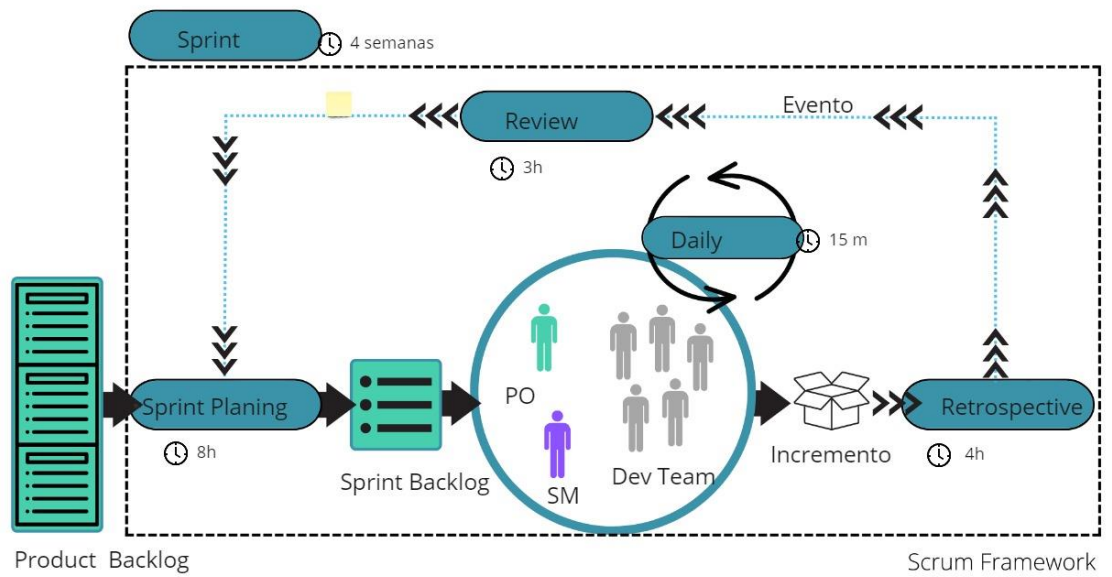 Sprint
4 semanas
Evento
Review
3h
Daily
15 m
PO
Sprint Planing
Retrospective
8h
Sprint Backlog
SM
Dev Team
Incremento
4h
Product Backlog
Scrum Framework